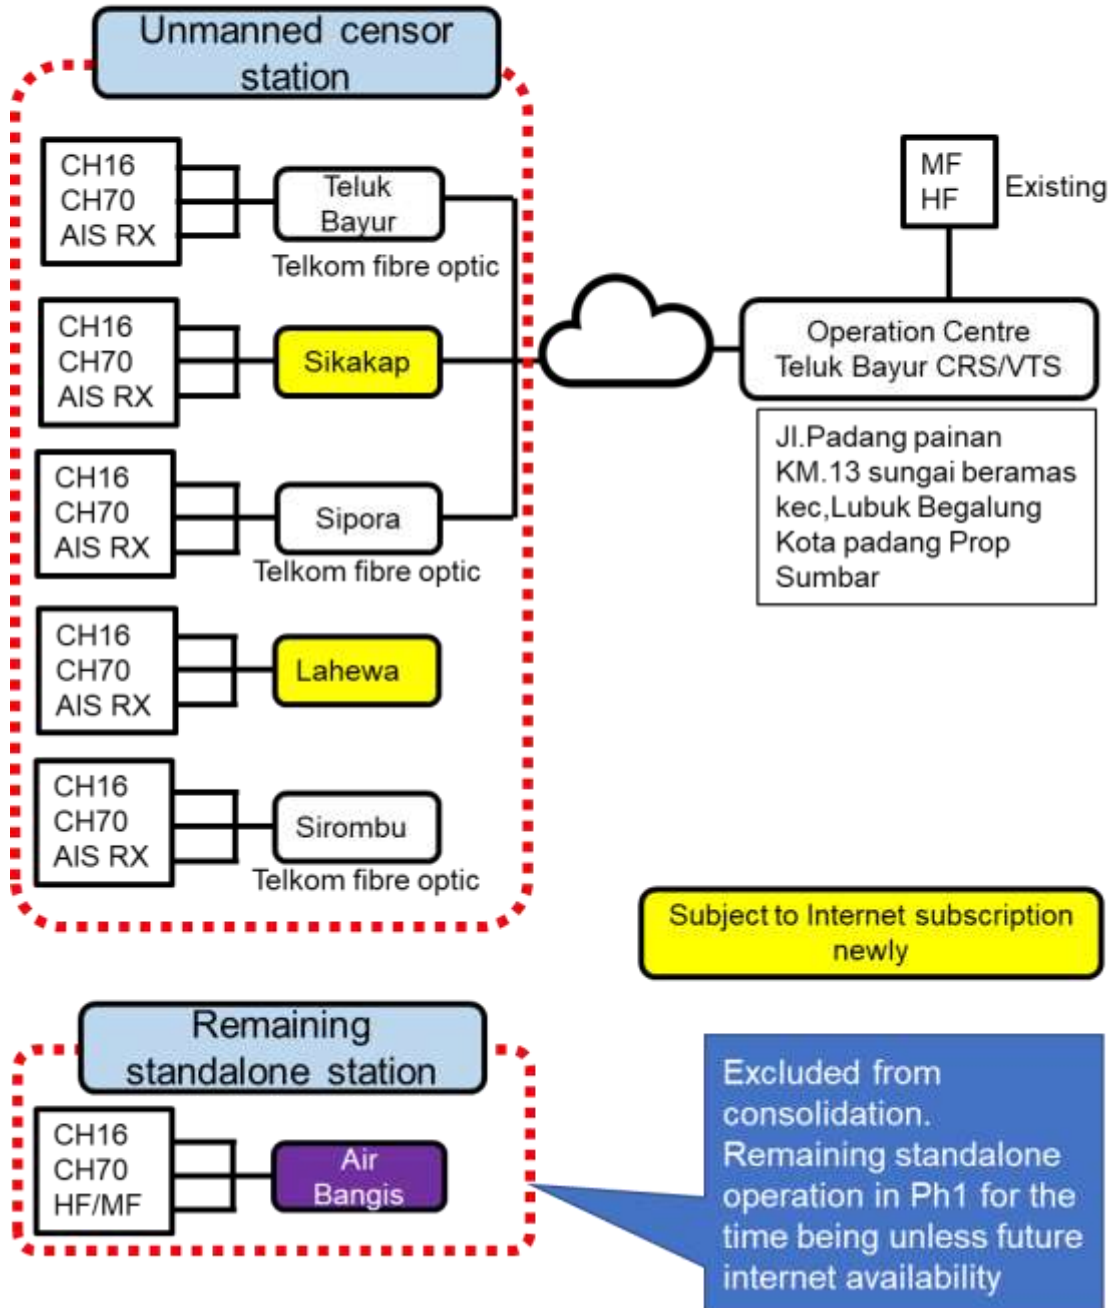 Unmanned censor
station
CH16
CH70
AIS RX
Teluk
Bayur
Telkom fibre optic
MF
HF
Existing
CH16
CH70
AIS RX
Sikakap
Operation Centre
Teluk Bayur CRS/VTS
Jl.Padang painan
KM.13 sungai beramas
kec,Lubuk Begalung
Kota padang Prop
Sumbar
CH16
CH70
AIS RX
Sipora
Telkom fibre optic
CH16
CH70
AIS RX
Lahewa
CH16
CH70
AIS RX
Sirombu
Telkom fibre optic
Subject to Internet subscription
newly
Remaining
standalone station
CH16
CH70
HF/MF
Air
Bangis
Excluded from
consolidation.
Remaining standalone
operation in Ph1 for the
time being unless future
internet availability